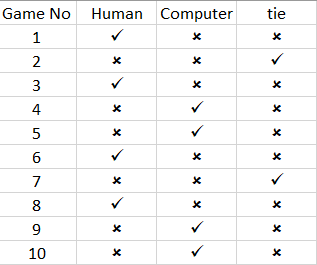 Game No Human Computer tie
1 ✓ ✗ ✗
2 ✗ ✗ ✓
3 ✓ ✗ ✗
4 ✗ ✓ ✗
5 ✗ ✓ ✗
6 ✓ ✗ ✗
7 ✗ ✗ ✓
8 ✓ ✗ ✗
9 ✗ ✓ ✗
10 ✗ ✓ ✗